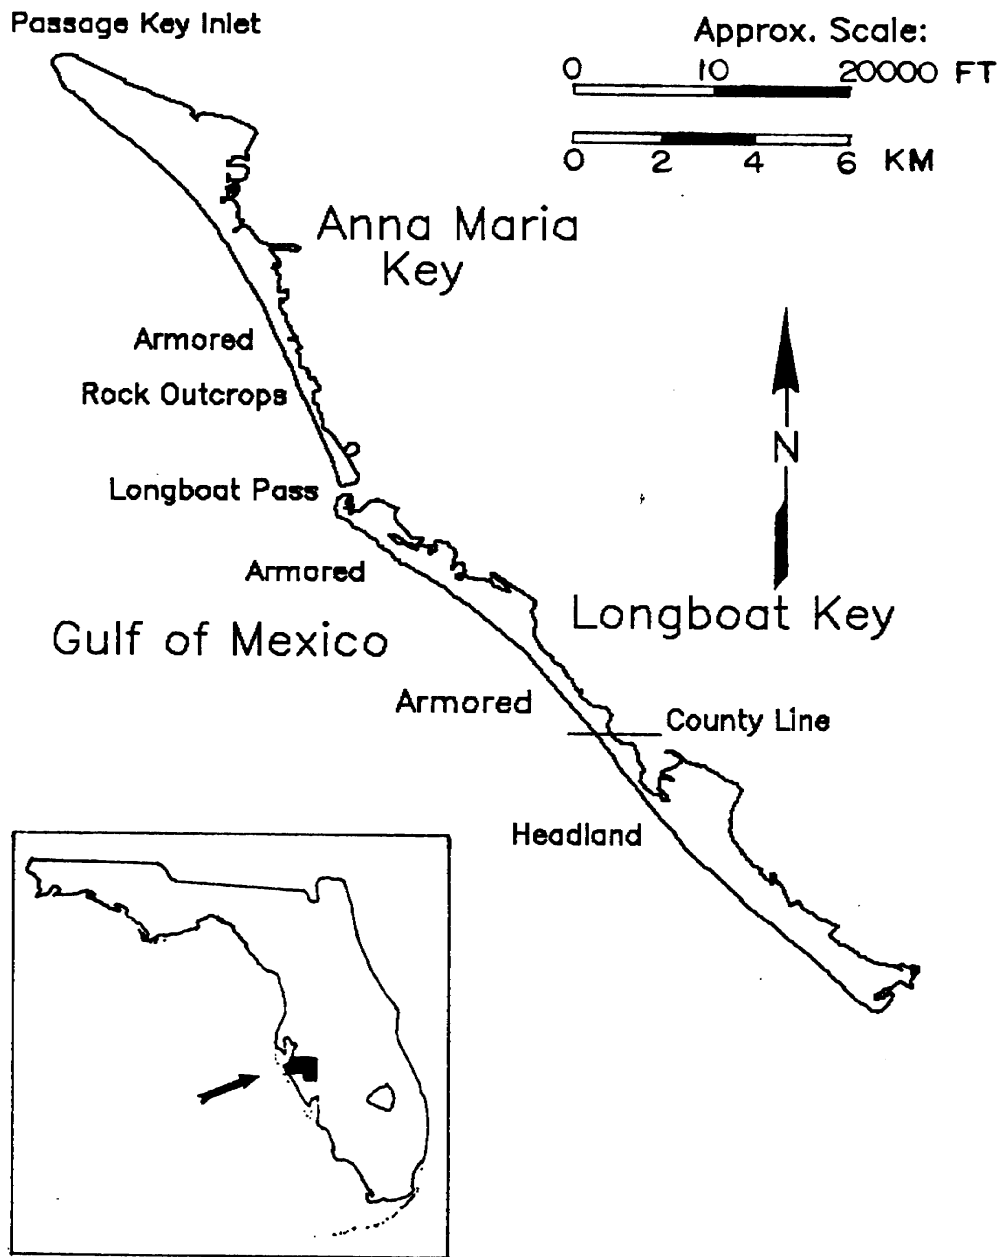 Passage Key Inlet
Approx. Scale:
0 10 20000 FT
0 2 4 6 KM
Anna Maria
Key
Armored
Rock Outcrops
Longboat Pass
Armored
N
Longboat Key
Gulf of Mexico
Armored
County Line
Headland